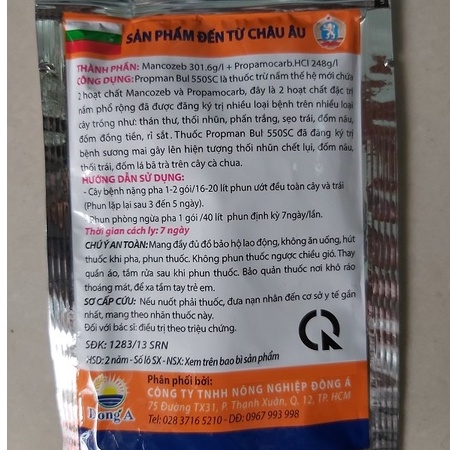 SẢN PHẨM ĐẾN TỪ CHÂU ÂU
THÀNH PHẦN: Mancozeb 301.6g/l + Propamocarb.HCl 248g/l
CÔNG DỤNG: Propman Bul 550SC là thuốc trừ nấm thế hệ mới chứa
2 hoạt chất Mancozeb và Propamocarb, đây là 2 hoạt chất đặc trị
nấm phổ rộng đã được đăng ký trị nhiều loại bệnh trên nhiều loại
cây trồng như: thán thư, thối nhũn, phấn trắng, sẹo trái, đốm nâu,
đốm đồng tiền, rỉ sắt. Thuốc Propman Bul 550SC đã đăng ký trị
bệnh sương mai gây lên hiện tượng thối nhũn chết lụi, đốm nâu,
thối trái, đốm lá bã trà trên cây cà chua.
HƯỚNG DẪN SỬ DỤNG:
- Cây bệnh nặng pha 1-2 gói/16-20 lít phun ướt đều toàn cây và trái
(Phun lặp lại sau 3 đến 5 ngày).
- Phun phòng ngừa pha 1 gói /40 lít phun định kỳ 7ngày/lần.
Thời gian cách ly: 7 ngày
CHÚ Ý AN TOÀN: Mang đầy đủ đồ bảo hộ lao động, không ăn uống, hút
thuốc khi pha, phun thuốc. Không phun thuốc ngược chiều gió. Thay
quần áo, tắm rửa sau khi phun thuốc. Bảo quản thuốc nơi khô ráo
thoáng mát, để xa tầm tay trẻ em.
SƠ CẤP CỨU: Nếu nuốt phải thuốc, đưa nạn nhân đến cơ sở y tế gần
nhất, mang theo nhãn thuốc này.
Đối với bác sĩ: điều trị theo triệu chứng.
SĐK: 1283/13 SRN
HSD: 2 năm - Số lô SX - NSX: Xem trên bao bì sản phẩm
Phân phối bởi:
CÔNG TY TNHH NÔNG NGHIỆP ĐÔNG Á
75 Đường TX31, P. Thạnh Xuân, Q. 12, TP. HCM
Tel: 028 3716 5210 - DĐ: 0967 993 998
Đông Á